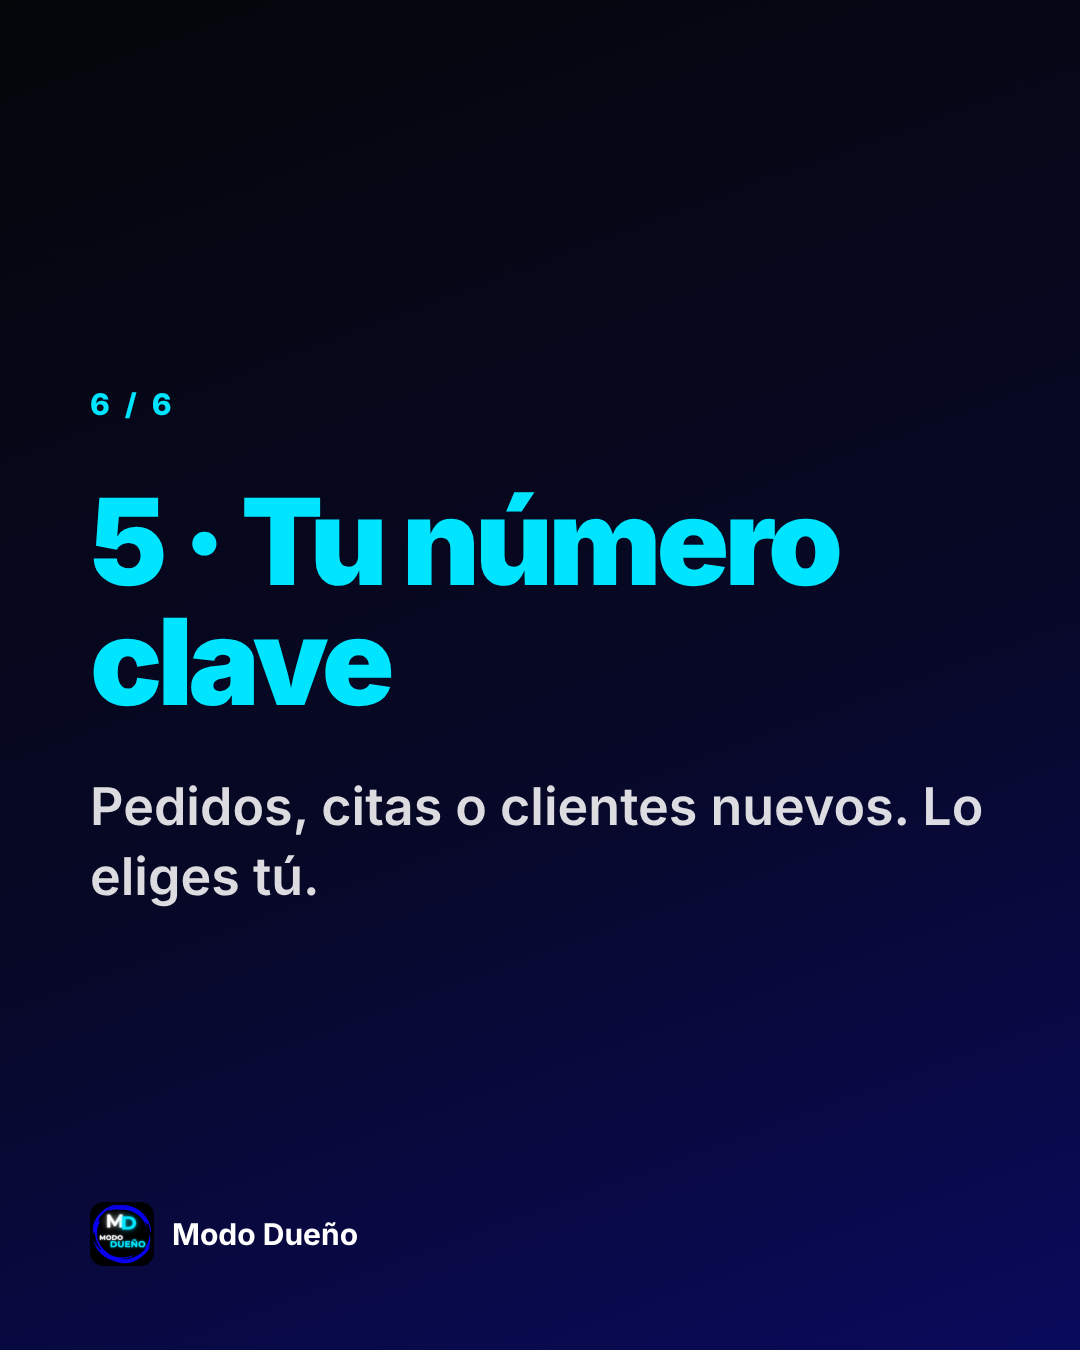 6 / 6
5 · Tu número
clave
Pedidos, citas o clientes nuevos. Lo
eliges tú.
MD
MODO
DUEÑO
Modo Dueño